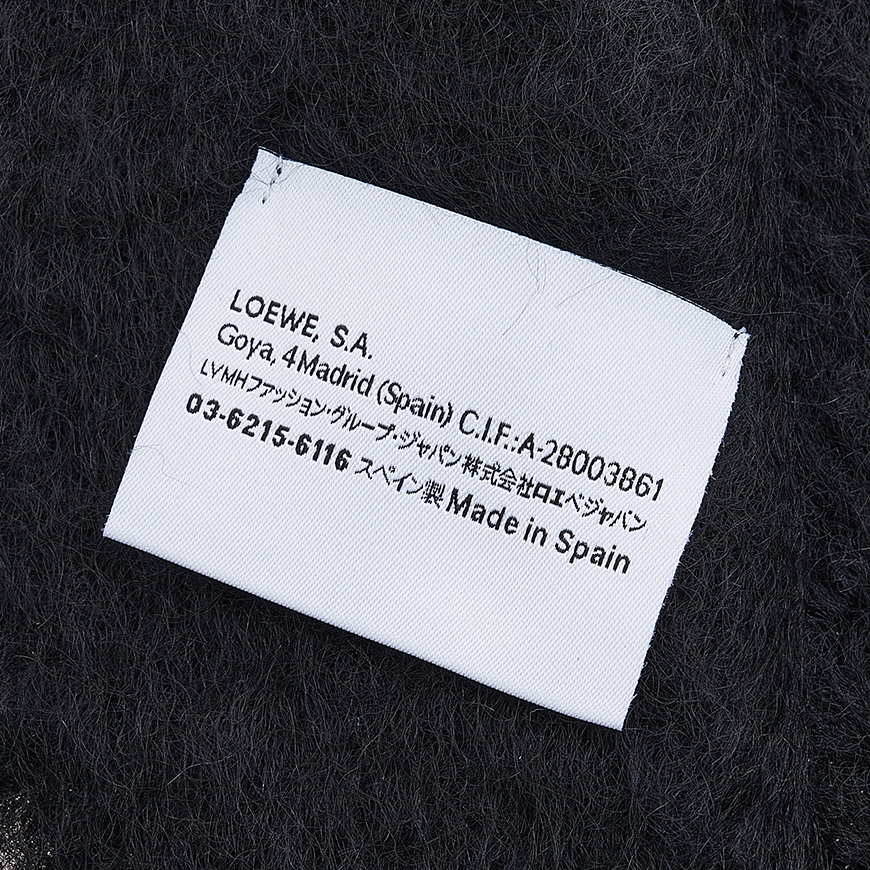 LOEWE, S.A.
Goya, 4 Madrid (Spain) C.I.F.: A-28003861
LVMHファッション・グループ・ジャパン株式会社ロエベジャパン
03-6215-6116 スペイン製 Made in Spain